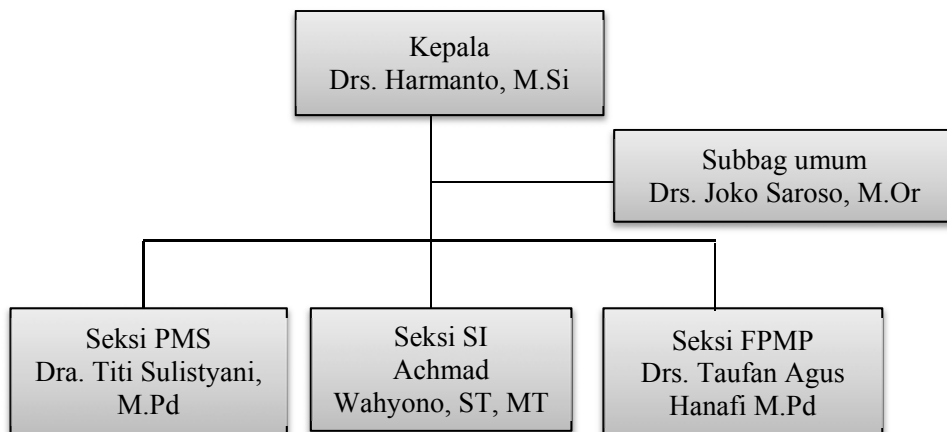 Kepala
Drs. Harmanto, M.Si
Subbag umum
Drs. Joko Saroso, M.Or
Seksi PMS
Dra. Titi Sulistyani,
M.Pd
Seksi SI
Achmad
Wahyono, ST, MT
Seksi FPMP
Drs. Taufan Agus
Hanafi M.Pd